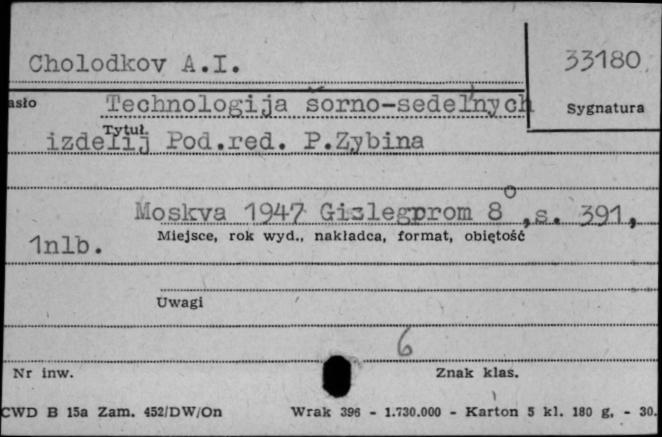 Cholodkov A.I.
33180
asło
Technologija šorno-sedel'nych
Sygnatura
Tytuł
izdelij Pod.red. P.Zybina
Moskva 1947 Gizlegprom 8°,s. 391,
Miejsce, rok wyd., nakładca, format, objętość
1nlb.
Uwagi
6
Nr inw.
Znak klas.
CWD B 15a Zam. 452/DW/On
Wrak 396 - 1.730.000 - Karton 5 kl. 180 g. - 30.